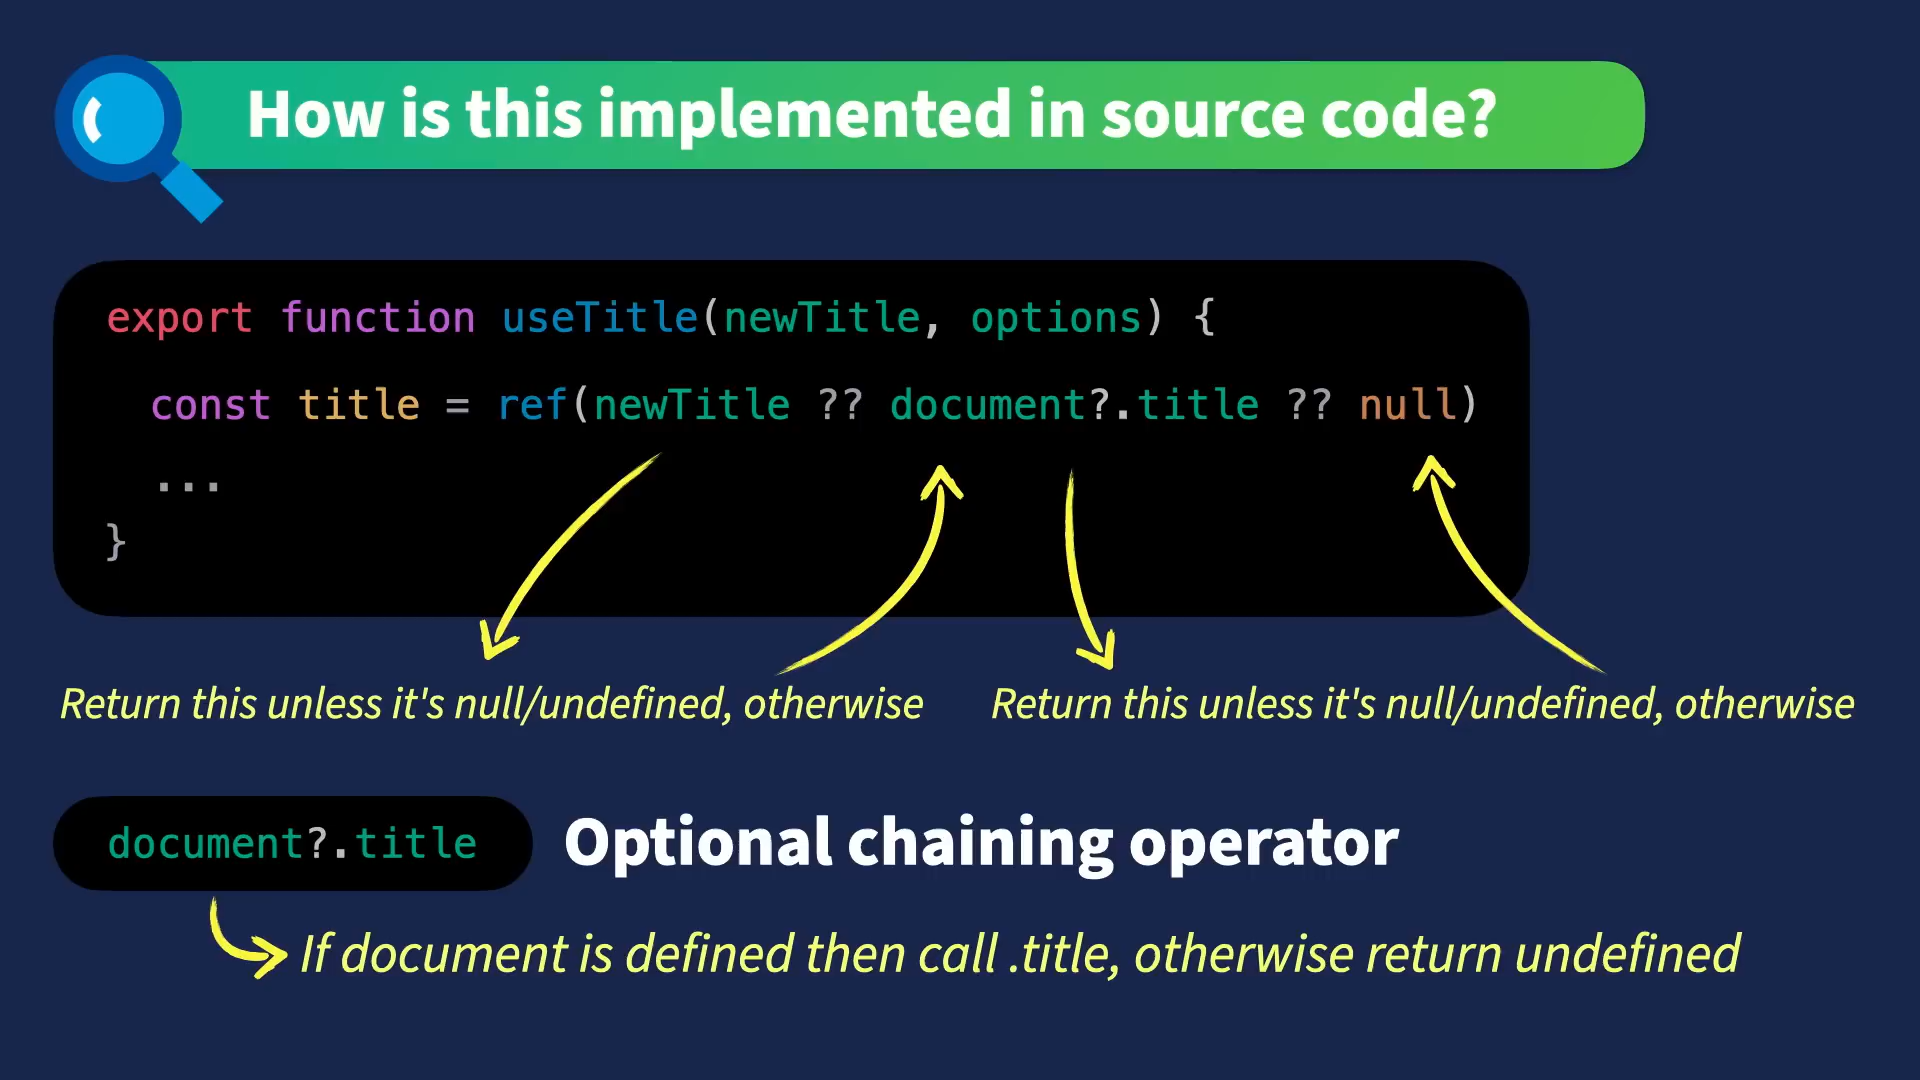 How is this implemented in source code?
export function useTitle(newTitle, options) {
const title = ref(newTitle ?? document?.title ?? null)
...
}
Return this unless it's null/undefined, otherwise
Return this unless it's null/undefined, otherwise
document?.title
Optional chaining operator
If document is defined then call .title, otherwise return undefined